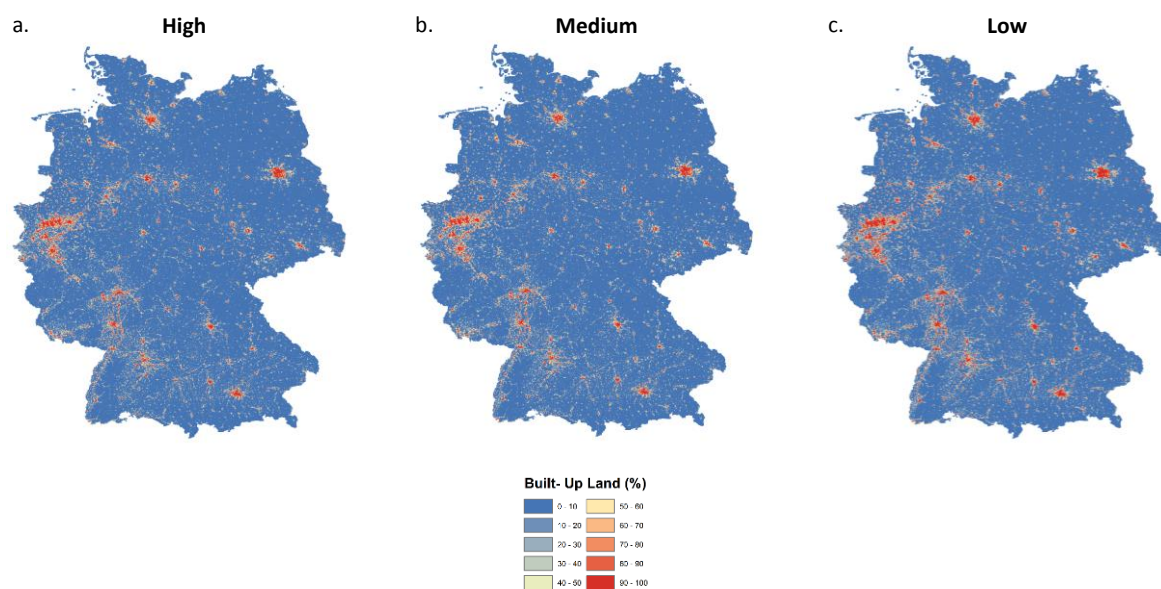 a. High b. Medium c. Low
Built- Up Land (%)
0 - 10 50 - 60
10 - 20 60 - 70
20 - 30 70 - 80
30 - 40 80 - 90
40 - 50 90 - 100